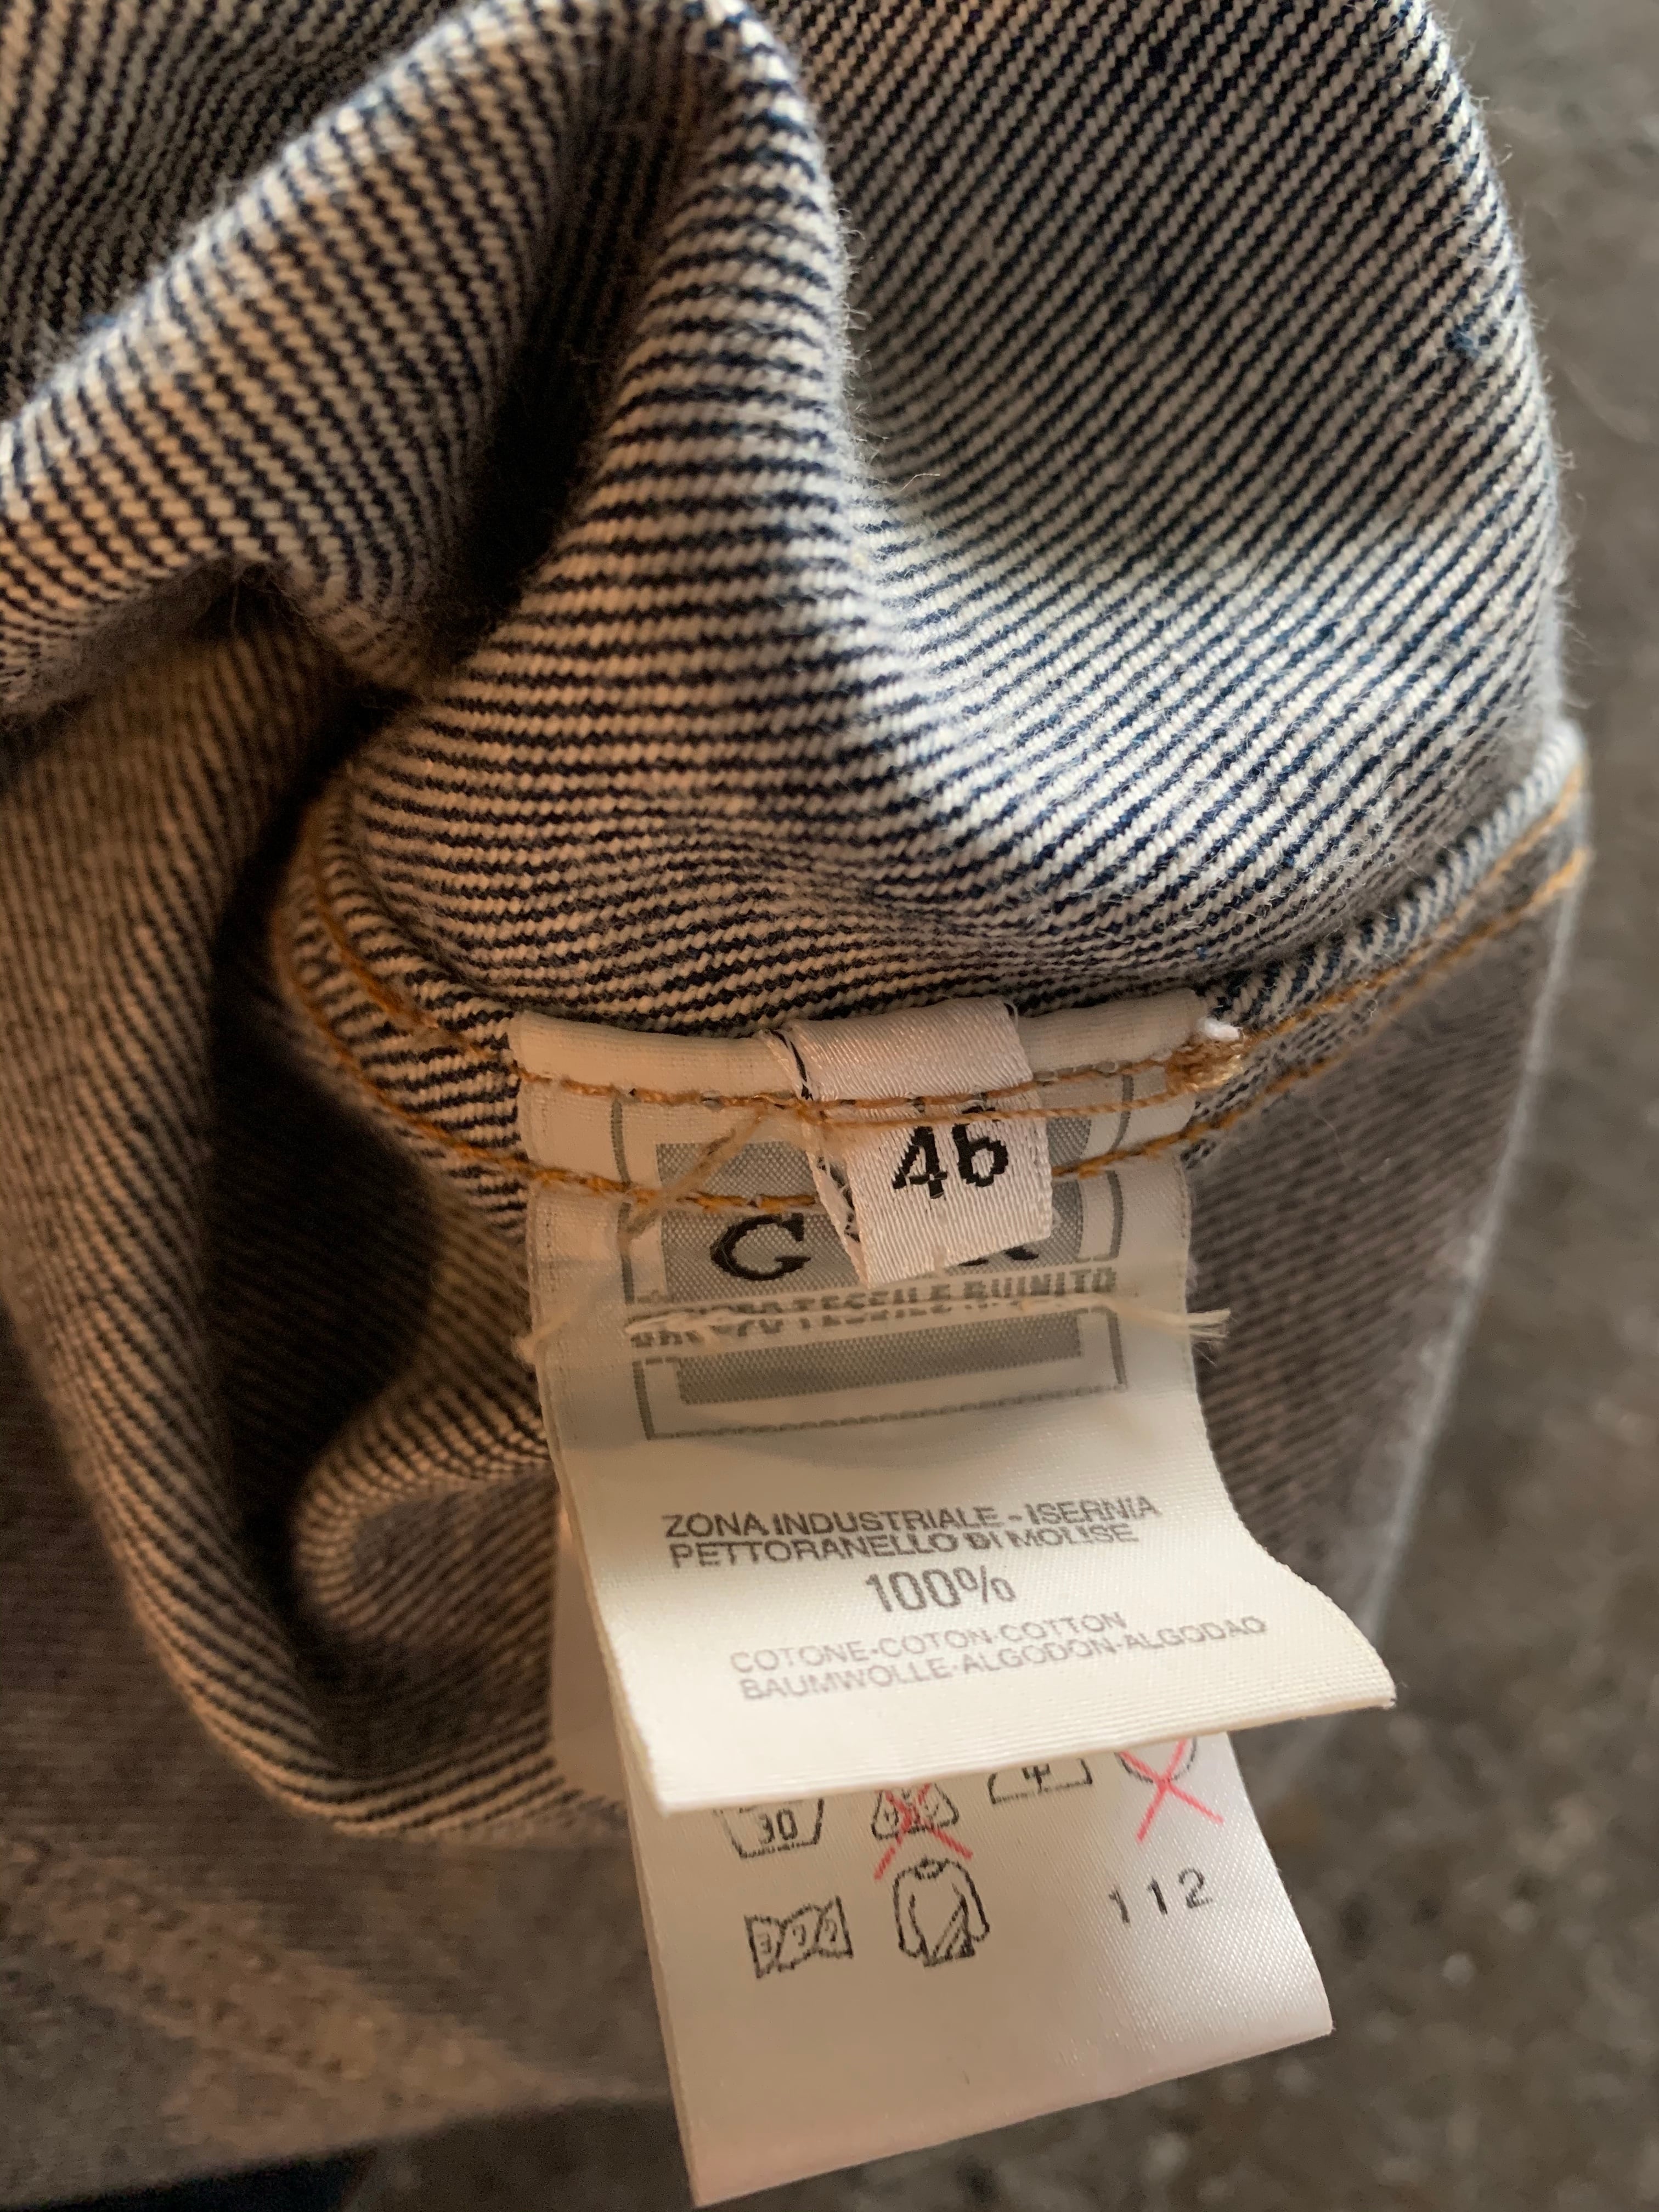 46
G
ZONA INDUSTRIALE - ISERNIA
PETTORANELLO DI MOLISE
100%
COTONE-COTON-COTTON
BAUMWOLLE-ALGODON-ALGODAO
30
112